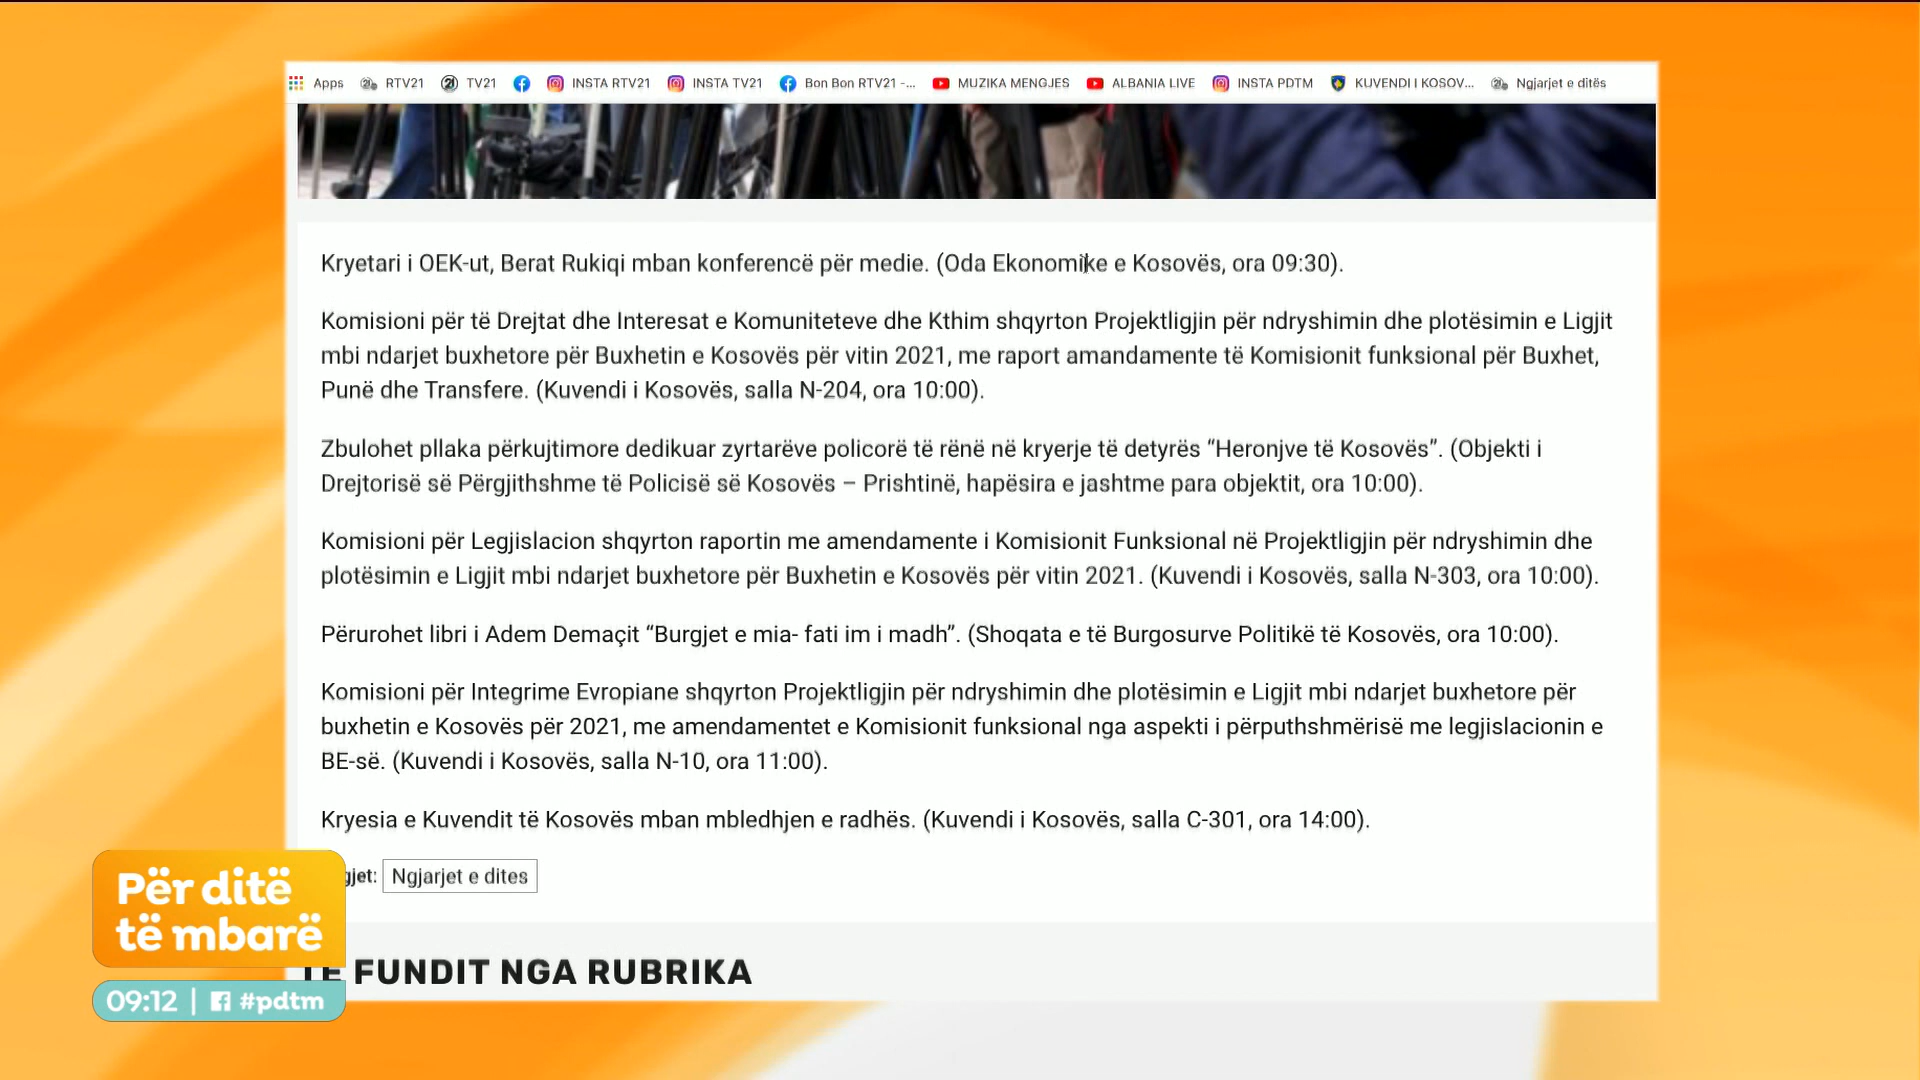 Apps RTV21 TV21 INSTA RTV21 INSTA TV21 Bon Bon RTV21 -... MUZIKA MENGJES ALBANIA LIVE INSTA PDTM KUVENDI I KOSOV... Ngjarjet e ditës
Kryetari i OEK-ut, Berat Rukiqi mban konferencë për medie. (Oda Ekonomike e Kosovës, ora 09:30).
Komisioni për të Drejtat dhe Interesat e Komuniteteve dhe Kthim shqyrton Projektligjin për ndryshimin dhe plotësimin e Ligjit
mbi ndarjet buxhetore për Buxhetin e Kosovës për vitin 2021, me raport amandamente të Komisionit funksional për Buxhet,
Punë dhe Transfere. (Kuvendi i Kosovës, salla N-204, ora 10:00).
Zbulohet pllaka përkujtimore dedikuar zyrtarëve policorë të rënë në kryerje të detyrës “Heronjve të Kosovës”. (Objekti i
Drejtorisë së Përgjithshme të Policisë së Kosovës – Prishtinë, hapësira e jashtme para objektit, ora 10:00).
Komisioni për Legjislacion shqyrton raportin me amendamente i Komisionit Funksional në Projektligjin për ndryshimin dhe
plotësimin e Ligjit mbi ndarjet buxhetore për Buxhetin e Kosovës për vitin 2021. (Kuvendi i Kosovës, salla N-303, ora 10:00).
Përurohet libri i Adem Demaçit “Burgjet e mia- fati im i madh”. (Shoqata e të Burgosurve Politikë të Kosovës, ora 10:00).
Komisioni për Integrime Evropiane shqyrton Projektligjin për ndryshimin dhe plotësimin e Ligjit mbi ndarjet buxhetore për
buxhetin e Kosovës për 2021, me amendamentet e Komisionit funksional nga aspekti i përputhshmërisë me legjislacionin e
BE-së. (Kuvendi i Kosovës, salla N-10, ora 11:00).
Kryesia e Kuvendit të Kosovës mban mbledhjen e radhës. (Kuvendi i Kosovës, salla C-301, ora 14:00).
gjet: Ngjarjet e dites
TË FUNDIT NGA RUBRIKA
Për ditë
të mbarë
09:12 | #pdtm